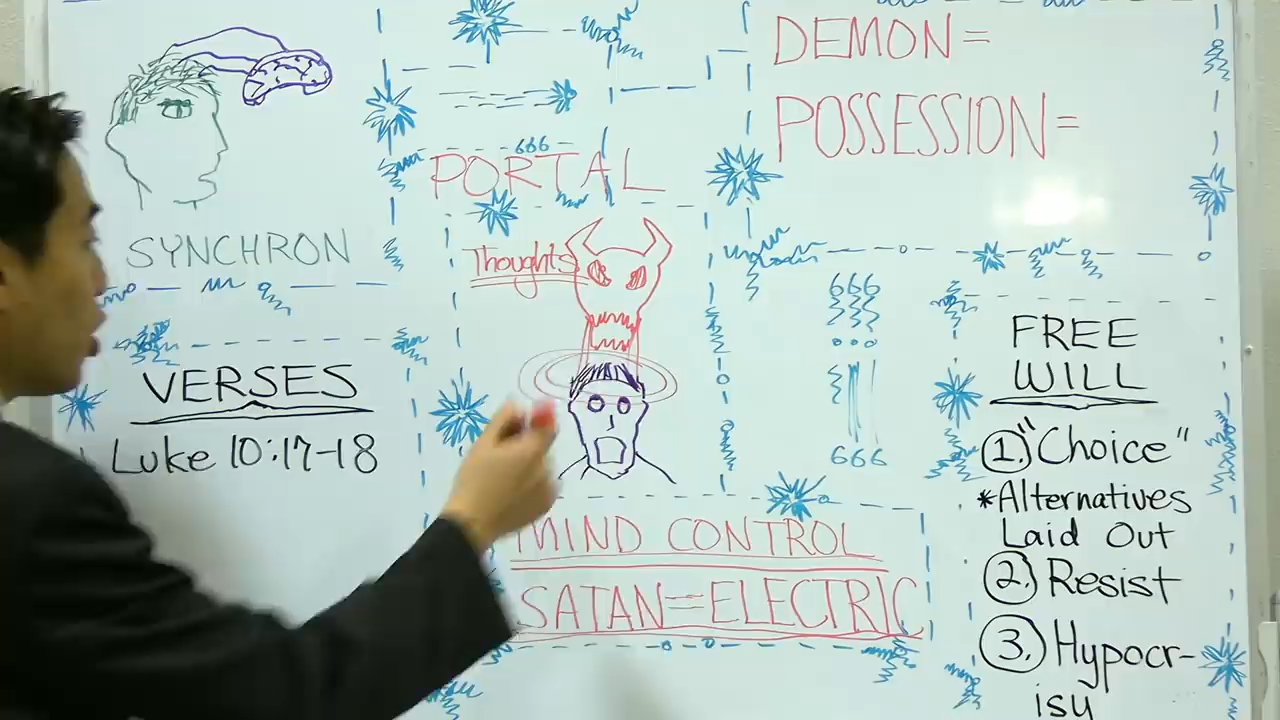 SYNCHRON
VERSES
Luke 10:17-18
666
PORTAL
Thoughts
MIND CONTROL
SATAN=ELECTRIC
DEMON=
POSSESSION=
666
666
FREE
WILL
1. "Choice"
*Alternatives
Laid Out
2. Resist
3. Hypocr-
isy